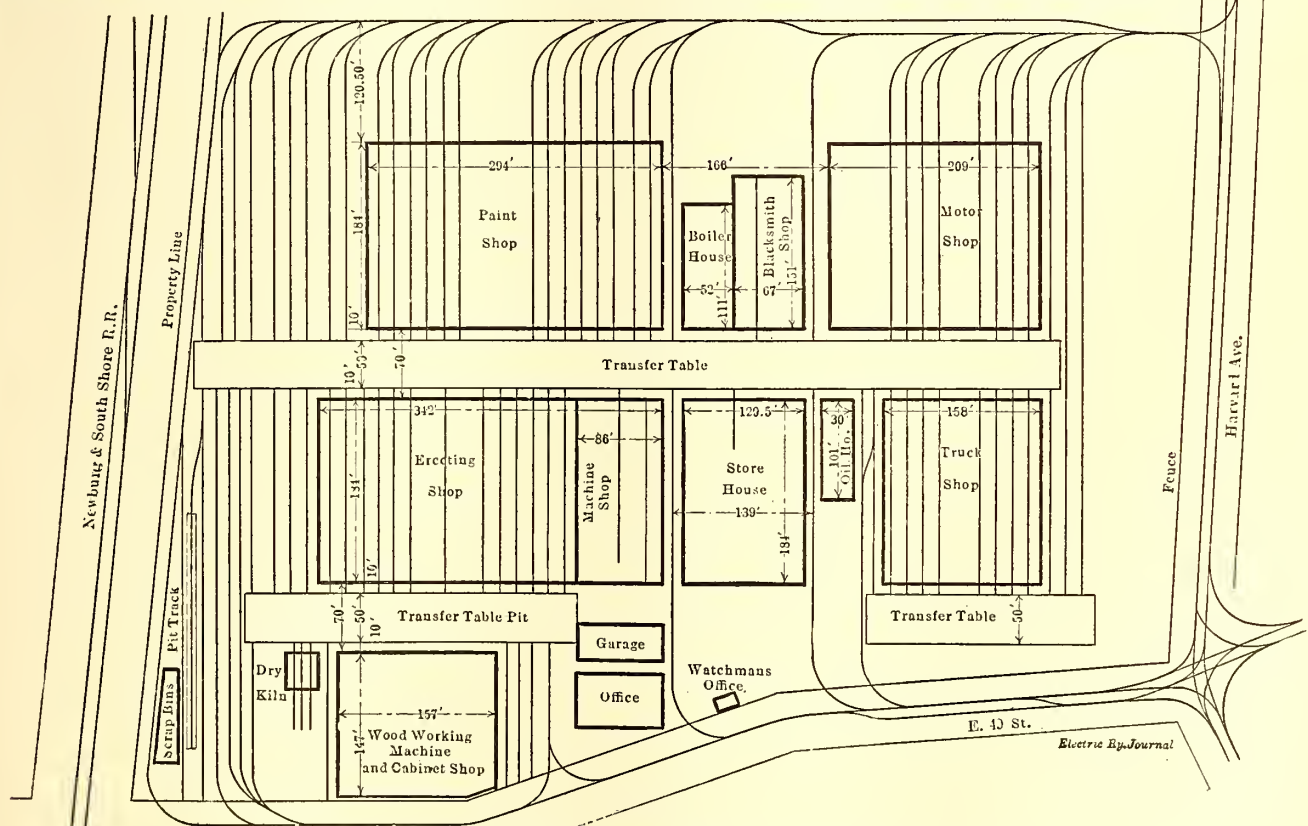 120.50'
294'
166'
209'
184'
Paint
Shop
Boiler
House
Blacksmith
Shop
151'
Motor
Shop
52'
67'
111'
10'
Property Line
Newburg & South Shore R.R.
Transfer Table
10'
50'
70'
342'
86'
129.5'
30'
158'
Erecting
Shop
184'
Machine
Shop
Store
House
139'
184'
101'
Oil Ho.
Truck
Shop
Fence
Harvard Ave.
10'
Transfer Table Pit
70'
50'
10'
Transfer Table
50'
Pit Track
Scrap Bins
Dry
Kiln
Garage
Office
Watchmans
Office.
157'
147'
Wood Working
Machine
and Cabinet Shop
E. 49 St.
Electric Ry. Journal